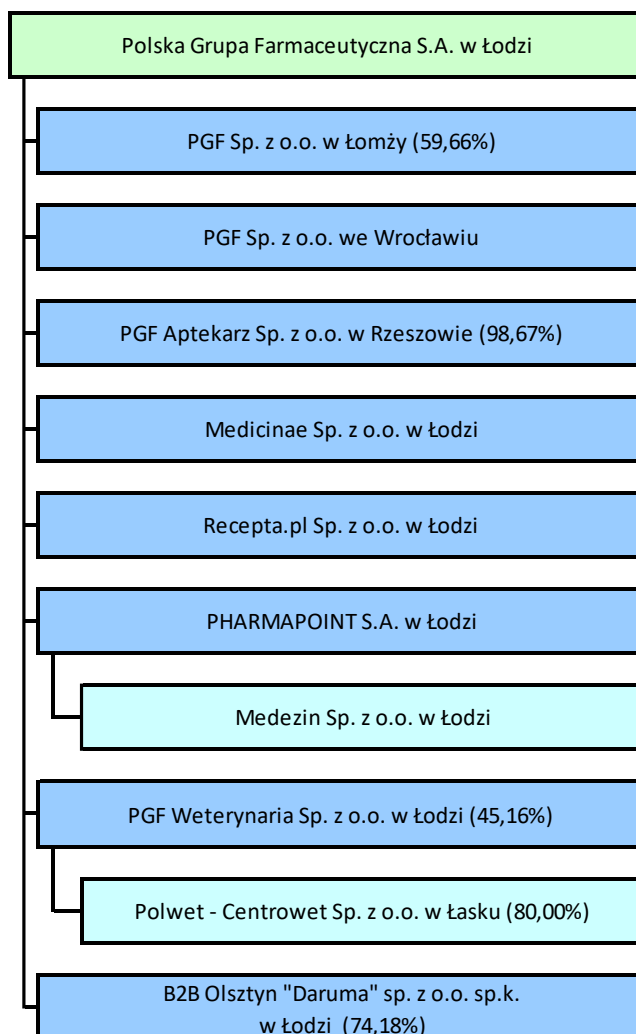 Polska Grupa Farmaceutyczna S.A. w Łodzi
PGF Sp. z o.o. w Łomży (59,66%)
PGF Sp. z o.o. we Wrocławiu
PGF Aptekarz Sp. z o.o. w Rzeszowie (98,67%)
Medicinae Sp. z o.o. w Łodzi
Recepta.pl Sp. z o.o. w Łodzi
PHARMAPOINT S.A. w Łodzi
Medezin Sp. z o.o. w Łodzi
PGF Weterynaria Sp. z o.o. w Łodzi (45,16%)
Polwet - Centrowet Sp. z o.o. w Łasku (80,00%)
B2B Olsztyn "Daruma" sp. z o.o. sp.k.
w Łodzi (74,18%)